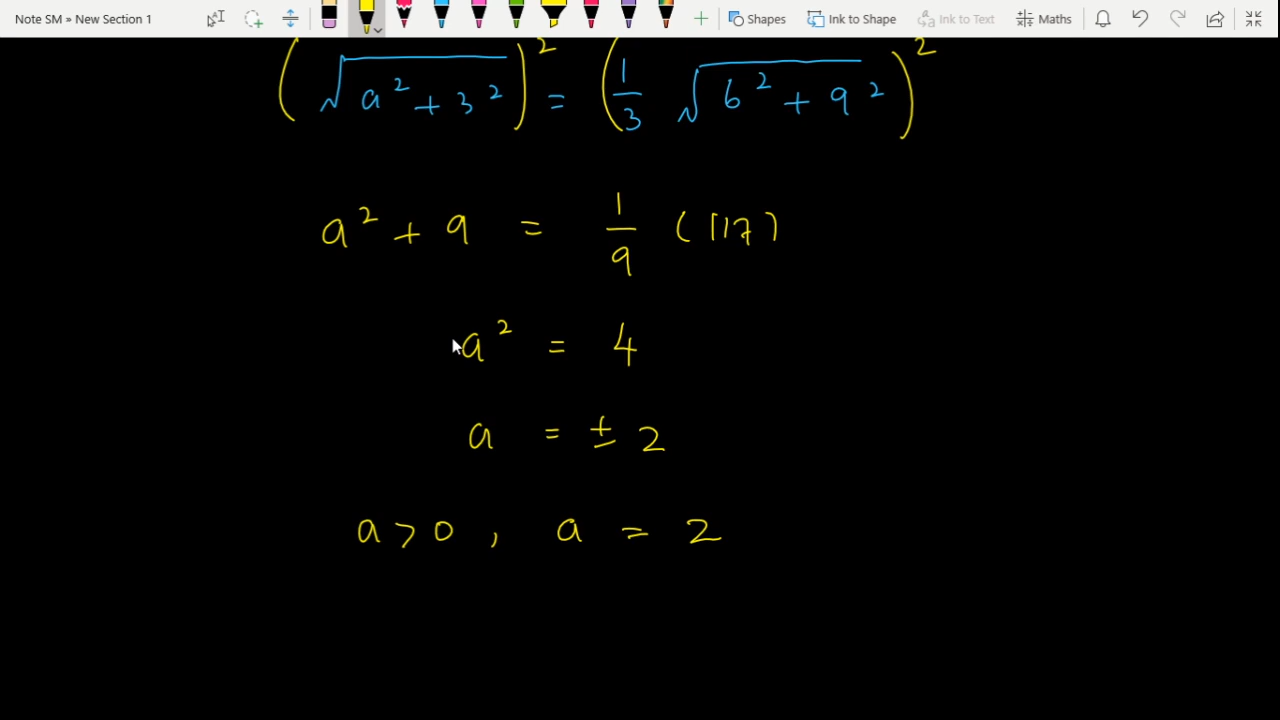 Note SM » New Section 1
Shapes
Ink to Shape
Ink to Text
Maths
(√(a² + 3²))² = (1/3 √(6² + 9²))²
a² + 9 = 1/9 (117)
a² = 4
a = ± 2
a > 0 , a = 2